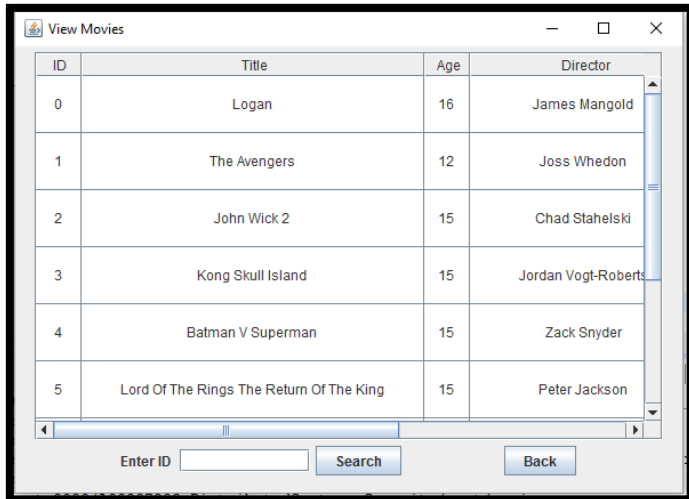 View Movies
ID Title Age Director
0 Logan 16 James Mangold
1 The Avengers 12 Joss Whedon
2 John Wick 2 15 Chad Stahelski
3 Kong Skull Island 15 Jordan Vogt-Roberts
4 Batman V Superman 15 Zack Snyder
5 Lord Of The Rings The Return Of The King 15 Peter Jackson
Enter ID Search Back